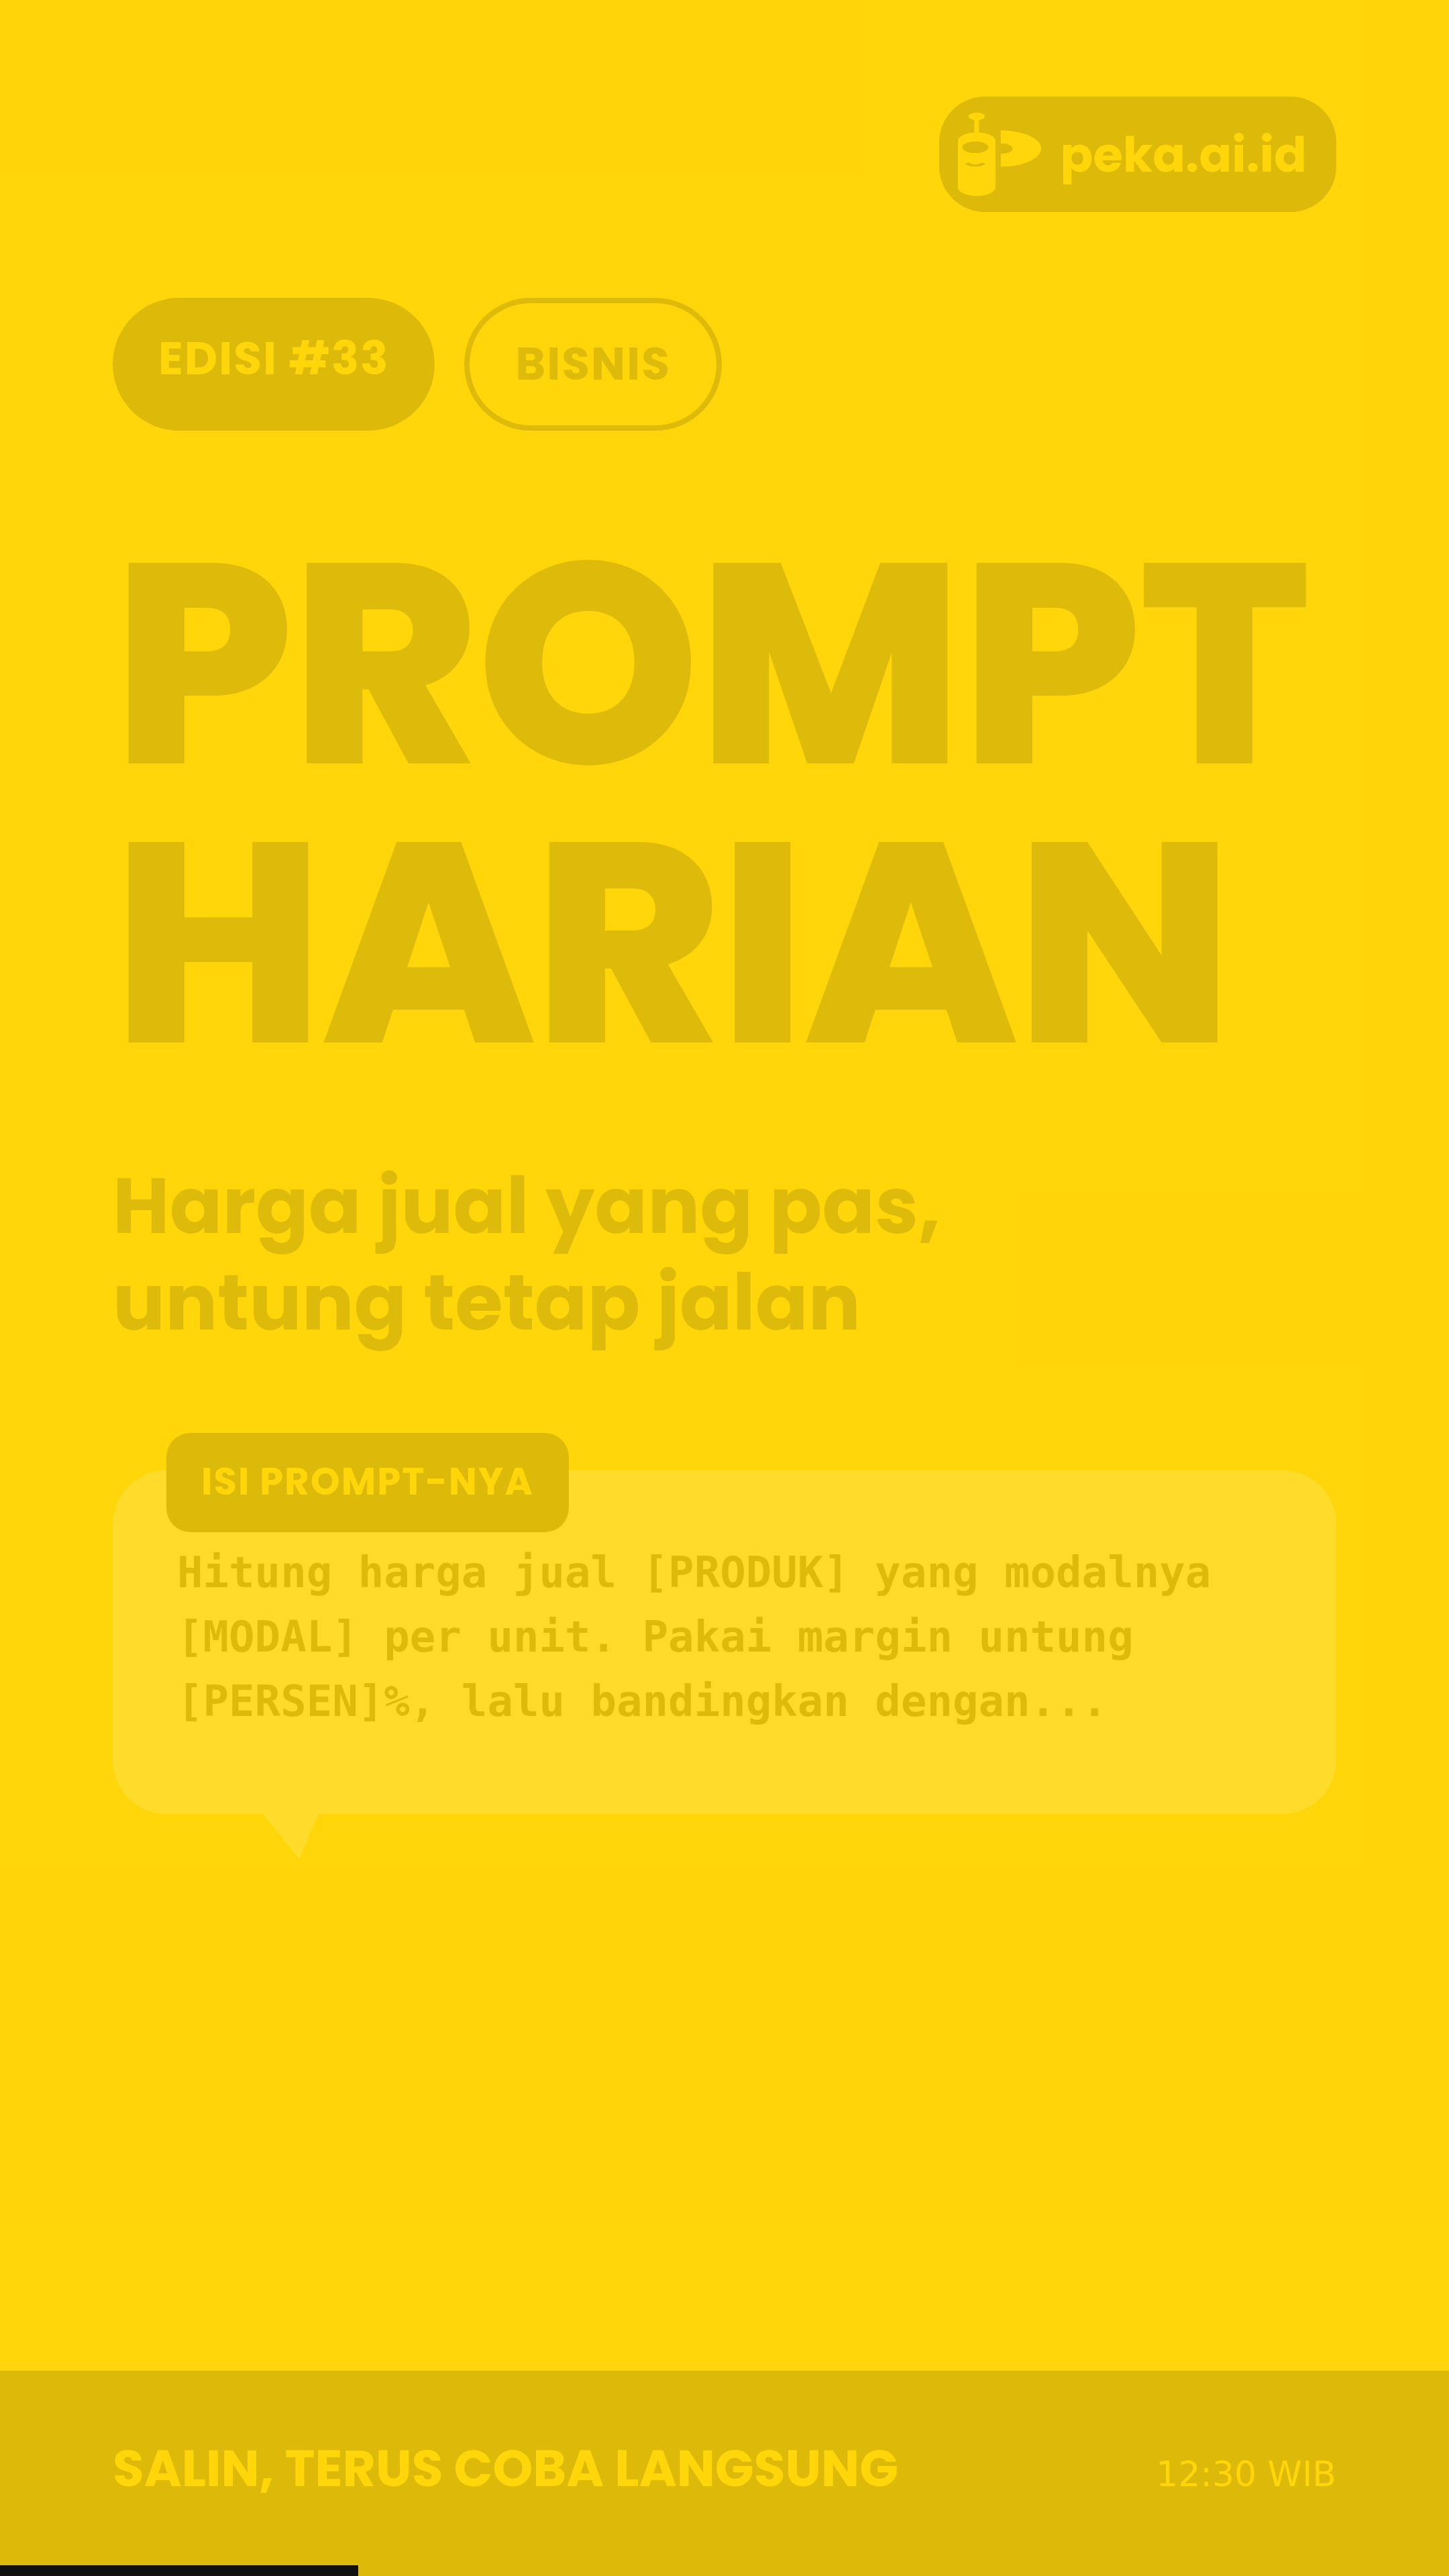 peka.ai.id
EDISI #33
BISNIS
PROMPT
HARIAN
Harga jual yang pas,
untung tetap jalan
ISI PROMPT-NYA
Hitung harga jual [PRODUK] yang modalnya
[MODAL] per unit. Pakai margin untung
[PERSEN]%, lalu bandingkan dengan...
SALIN, TERUS COBA LANGSUNG
12:30 WIB